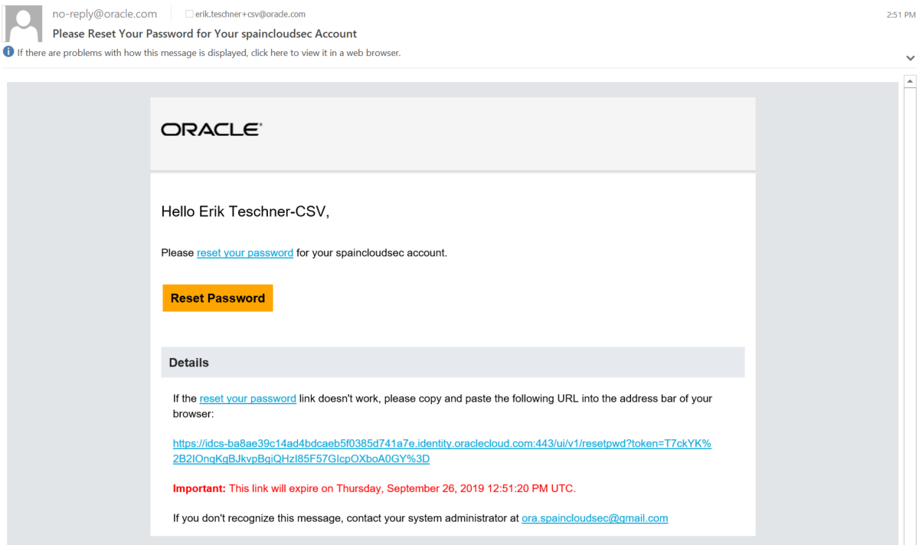 no-reply@oracle.com erik.teschner+csv@oracle.com 2:51 PM
Please Reset Your Password for Your spaincloudsec Account
If there are problems with how this message is displayed, click here to view it in a web browser.
ORACLE
Hello Erik Teschner-CSV,
Please reset your password for your spaincloudsec account.
Reset Password
Details
If the reset your password link doesn't work, please copy and paste the following URL into the address bar of your
browser:
https://idcs-ba8ae39c14ad4bdcaeb5f0385d741a7e.identity.oraclecloud.com:443/ui/v1/resetpwd?token=T7ckYK%
2B2IOnqKgBJkvpBgiQHzI85F57GIcpOXboA0GY%3D
Important: This link will expire on Thursday, September 26, 2019 12:51:20 PM UTC.
If you don't recognize this message, contact your system administrator at ora.spaincloudsec@gmail.com